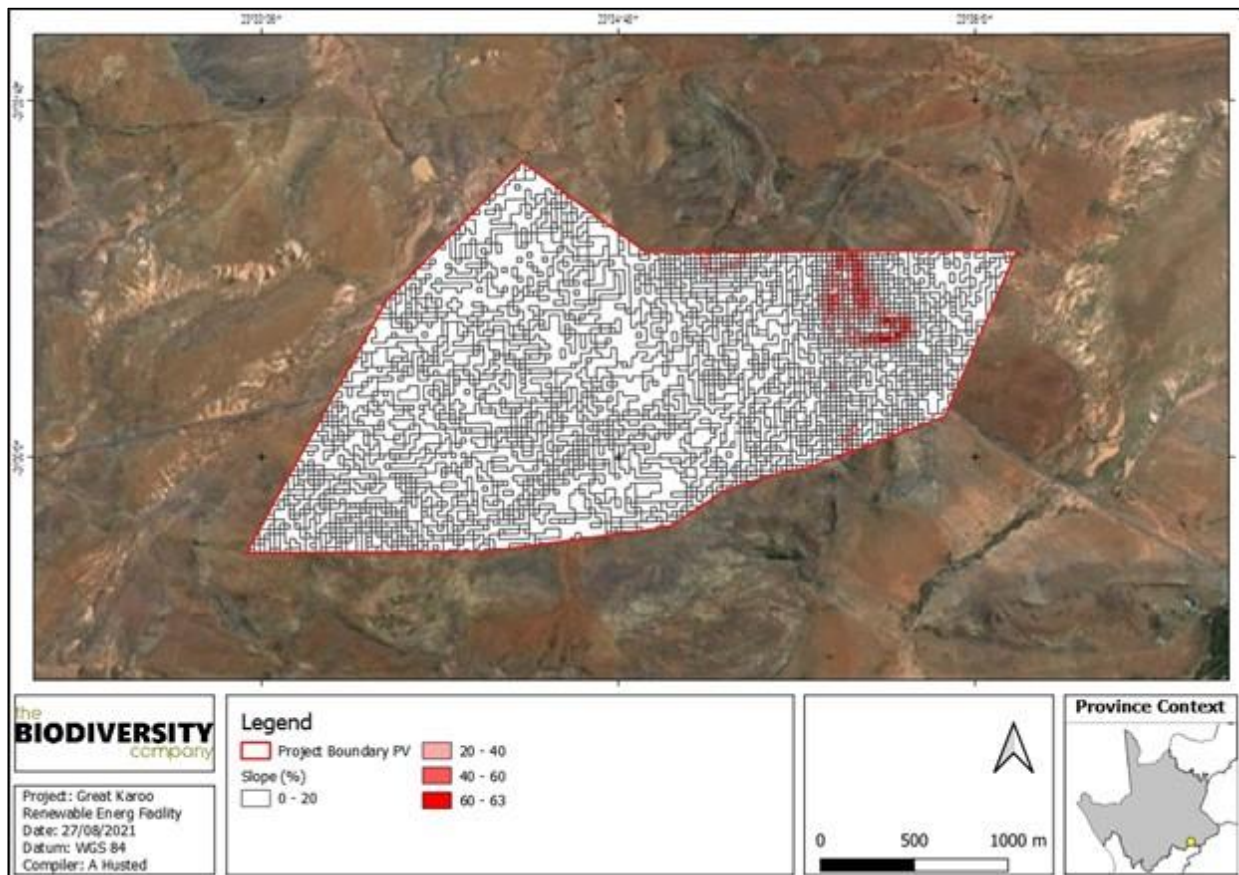 the
BIODIVERSITY
company
Project: Great Karoo
Renewable Energ Facility
Date: 27/08/2021
Datum: WGS 84
Compiler: A Husted
Legend
Project Boundary PV
Slope (%)
0 - 20
20 - 40
40 - 60
60 - 63
0 500 1000 m
Province Context